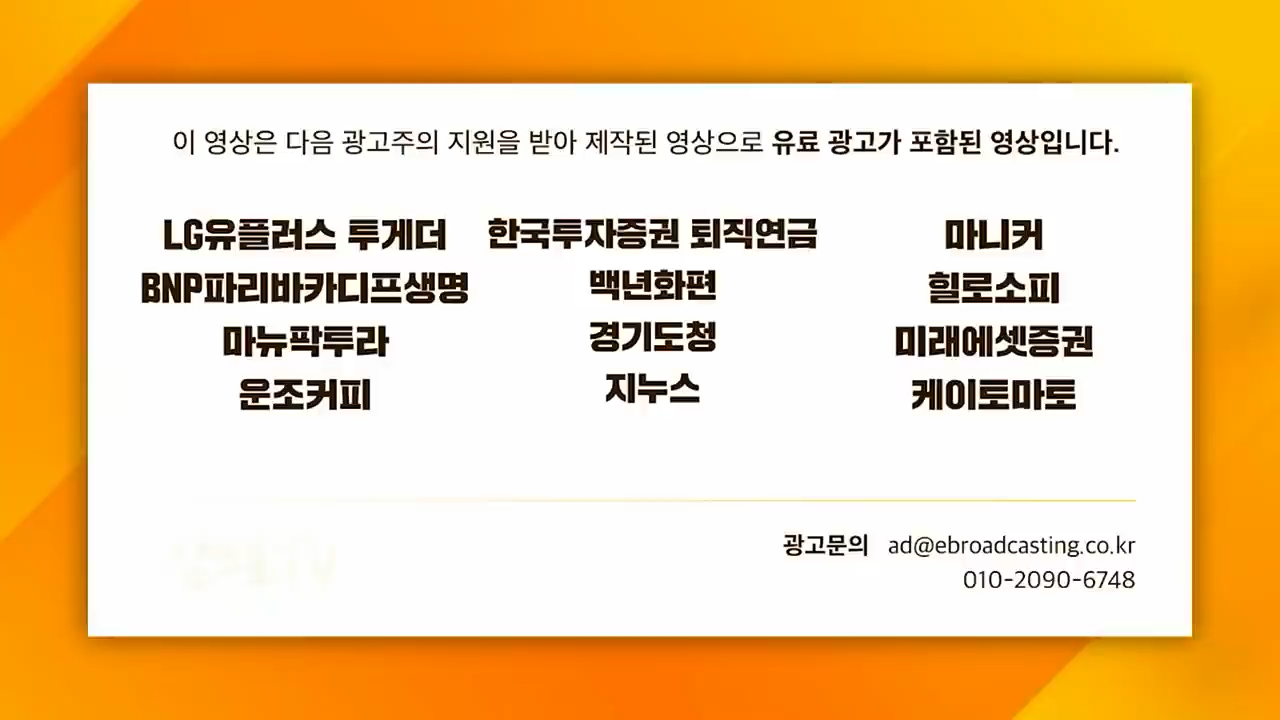 이 영상은 다음 광고주의 지원을 받아 제작된 영상으로 유료 광고가 포함된 영상입니다.
LG유플러스 투게더
한국투자증권 퇴직연금
마니커
BNP파리바카디프생명
백년화편
힐로소피
마뉴팍투라
경기도청
미래에셋증권
운조커피
지누스
케이토마토
광고문의 ad@ebroadcasting.co.kr
010-2090-6748